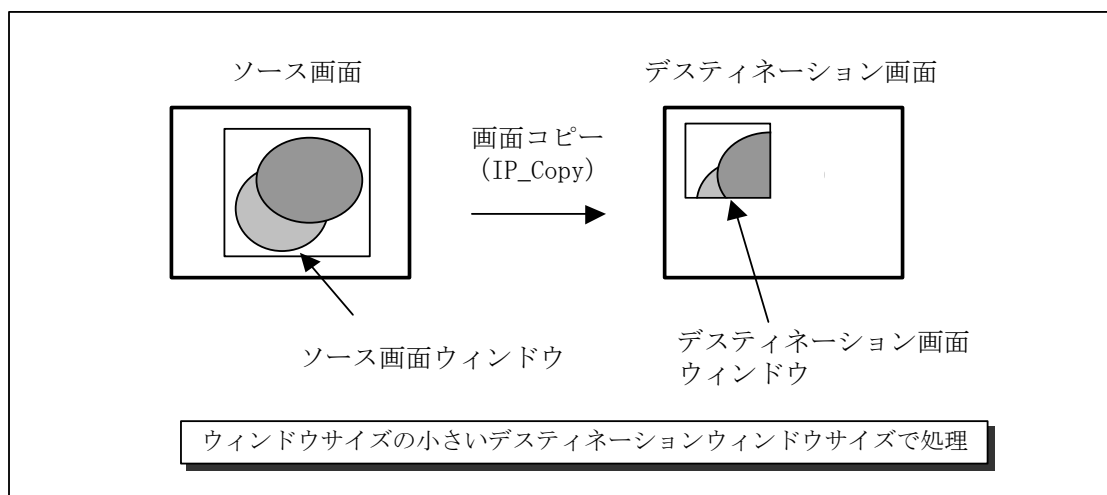 ソース画面
デスティネーション画面
画面コピー
（IP_Copy）
ソース画面ウィンドウ
デスティネーション画面
ウィンドウ
ウィンドウサイズの小さいデスティネーションウィンドウサイズで処理